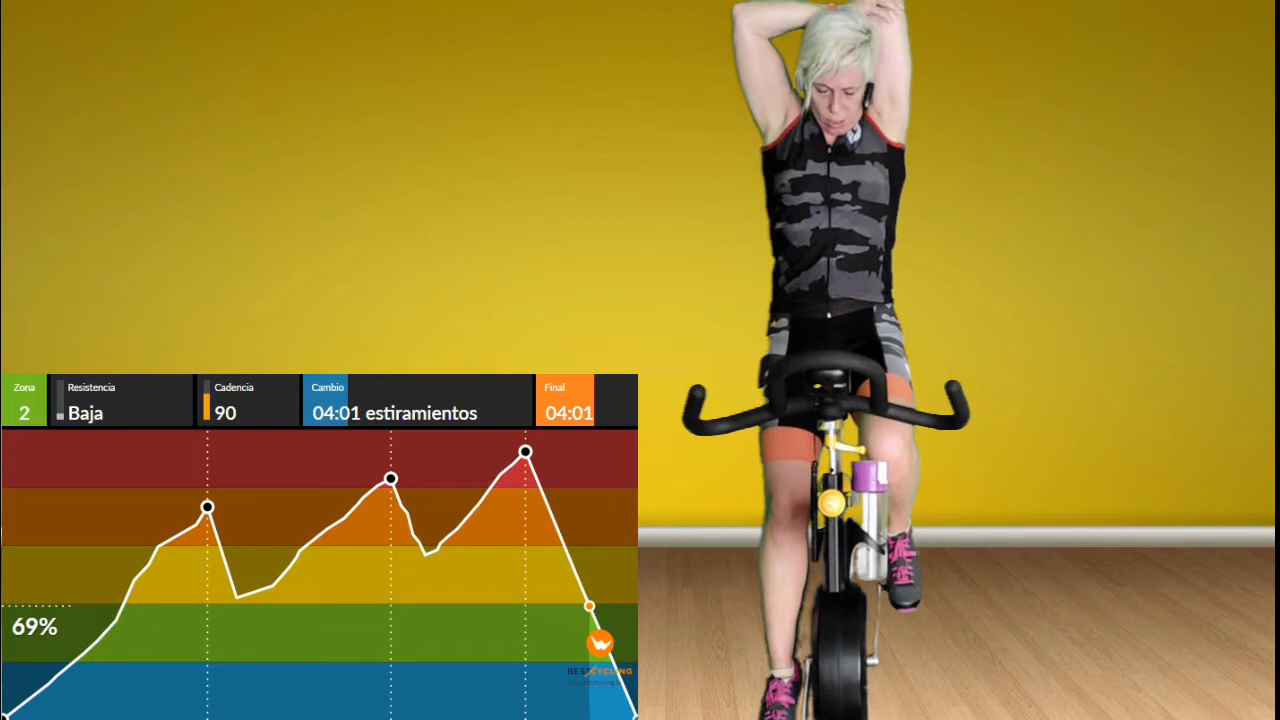 Zona
2
Resistencia
Baja
Cadencia
90
Cambio
04:01 estiramientos
Final
04:01
69%
BESTCYCLING